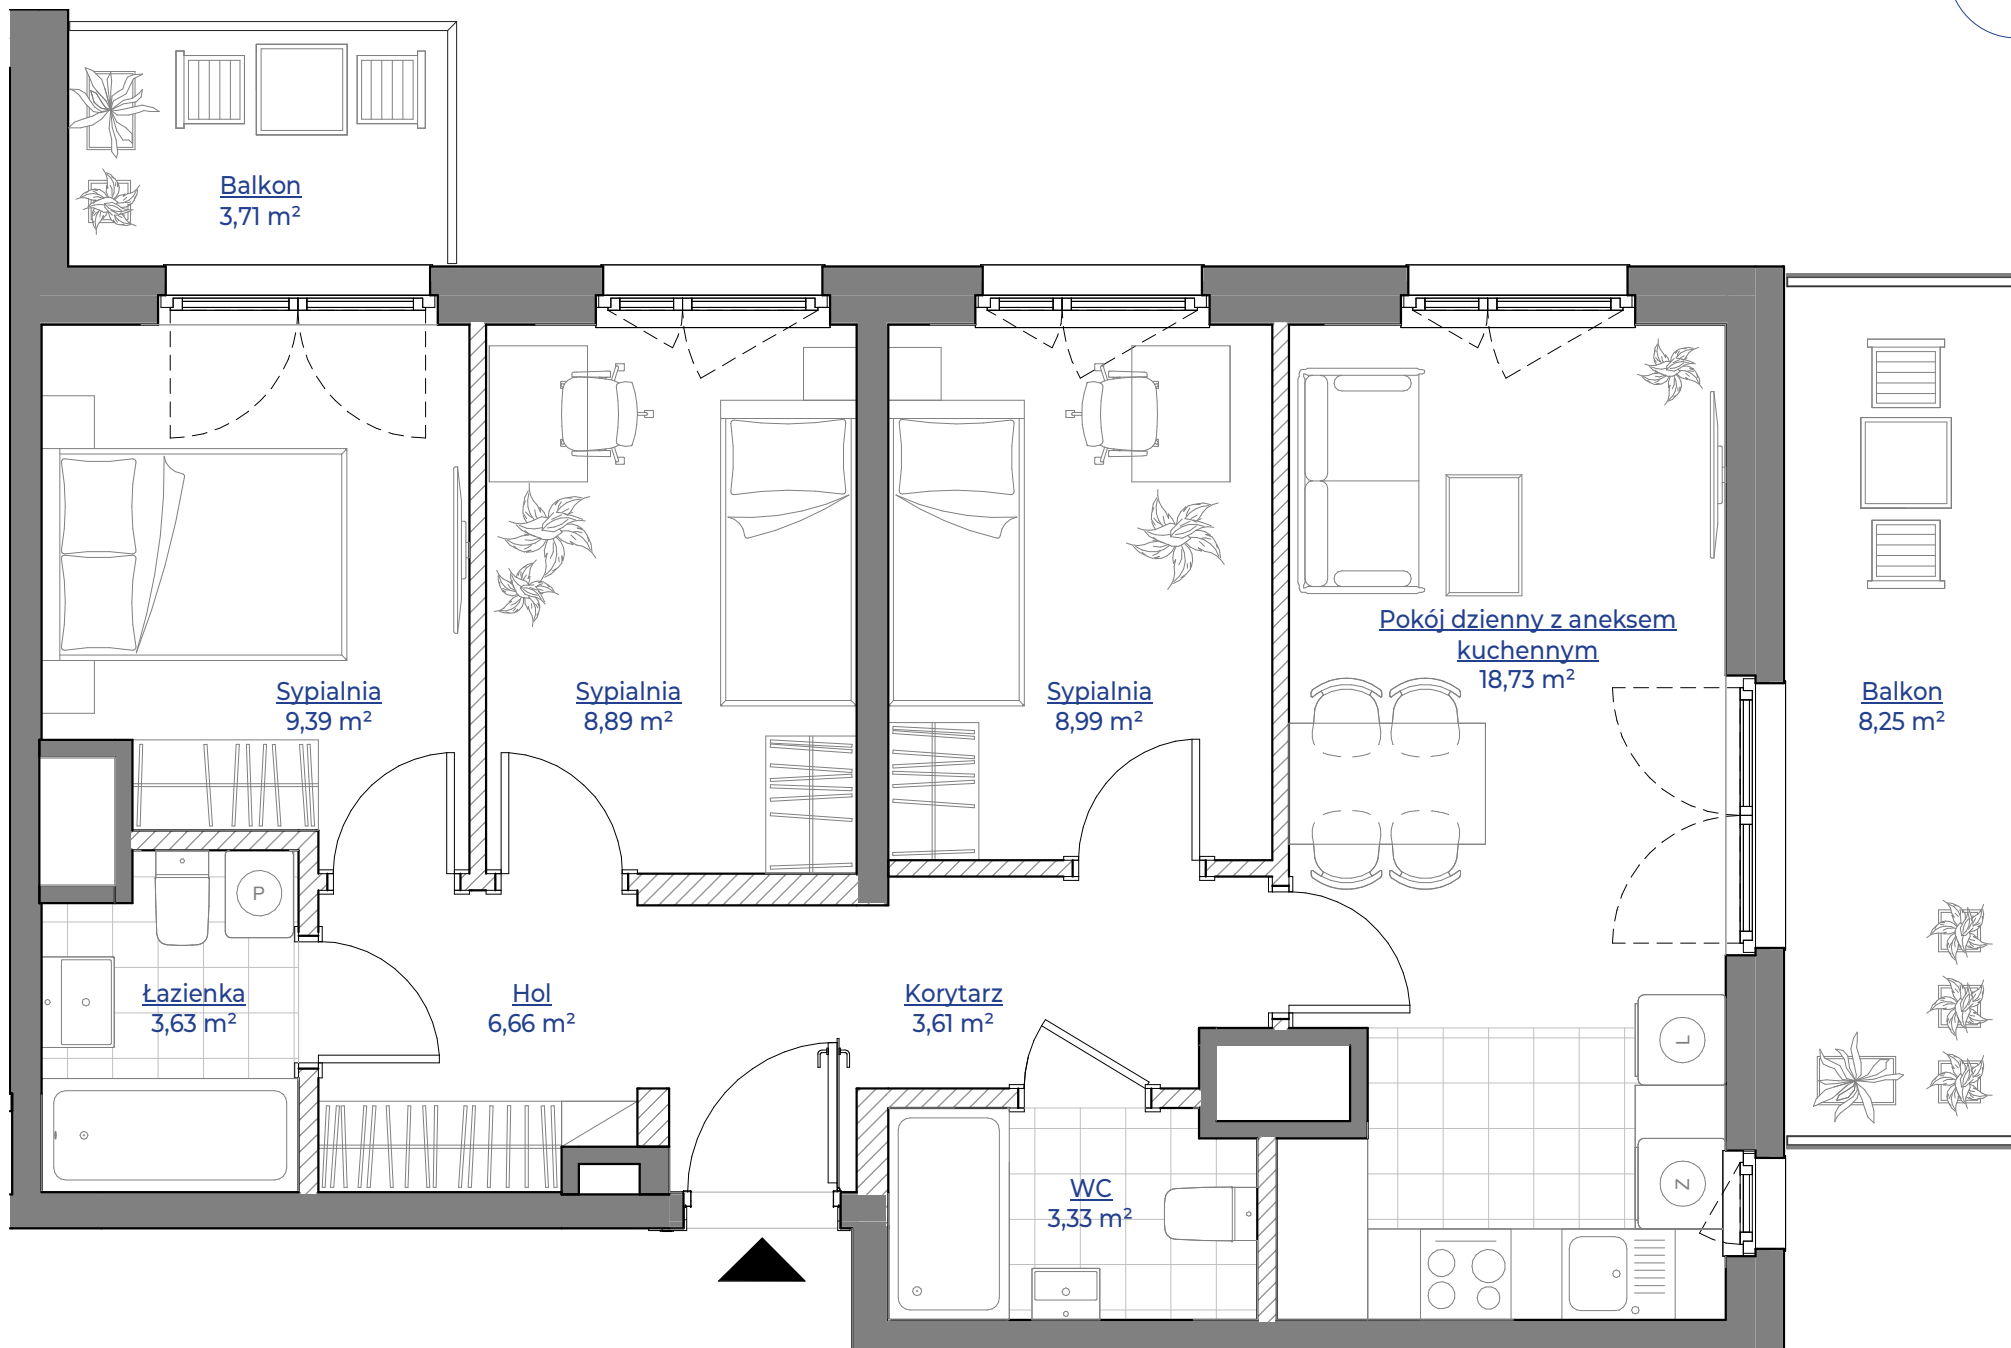 Balkon
3,71 m²
Pokój dzienny z aneksem
kuchennym
18,73 m²
Sypialnia
9,39 m²
Sypialnia
8,89 m²
Sypialnia
8,99 m²
Balkon
8,25 m²
P
Łazienka
3,63 m²
Hol
6,66 m²
Korytarz
3,61 m²
L
WC
3,33 m²
Z